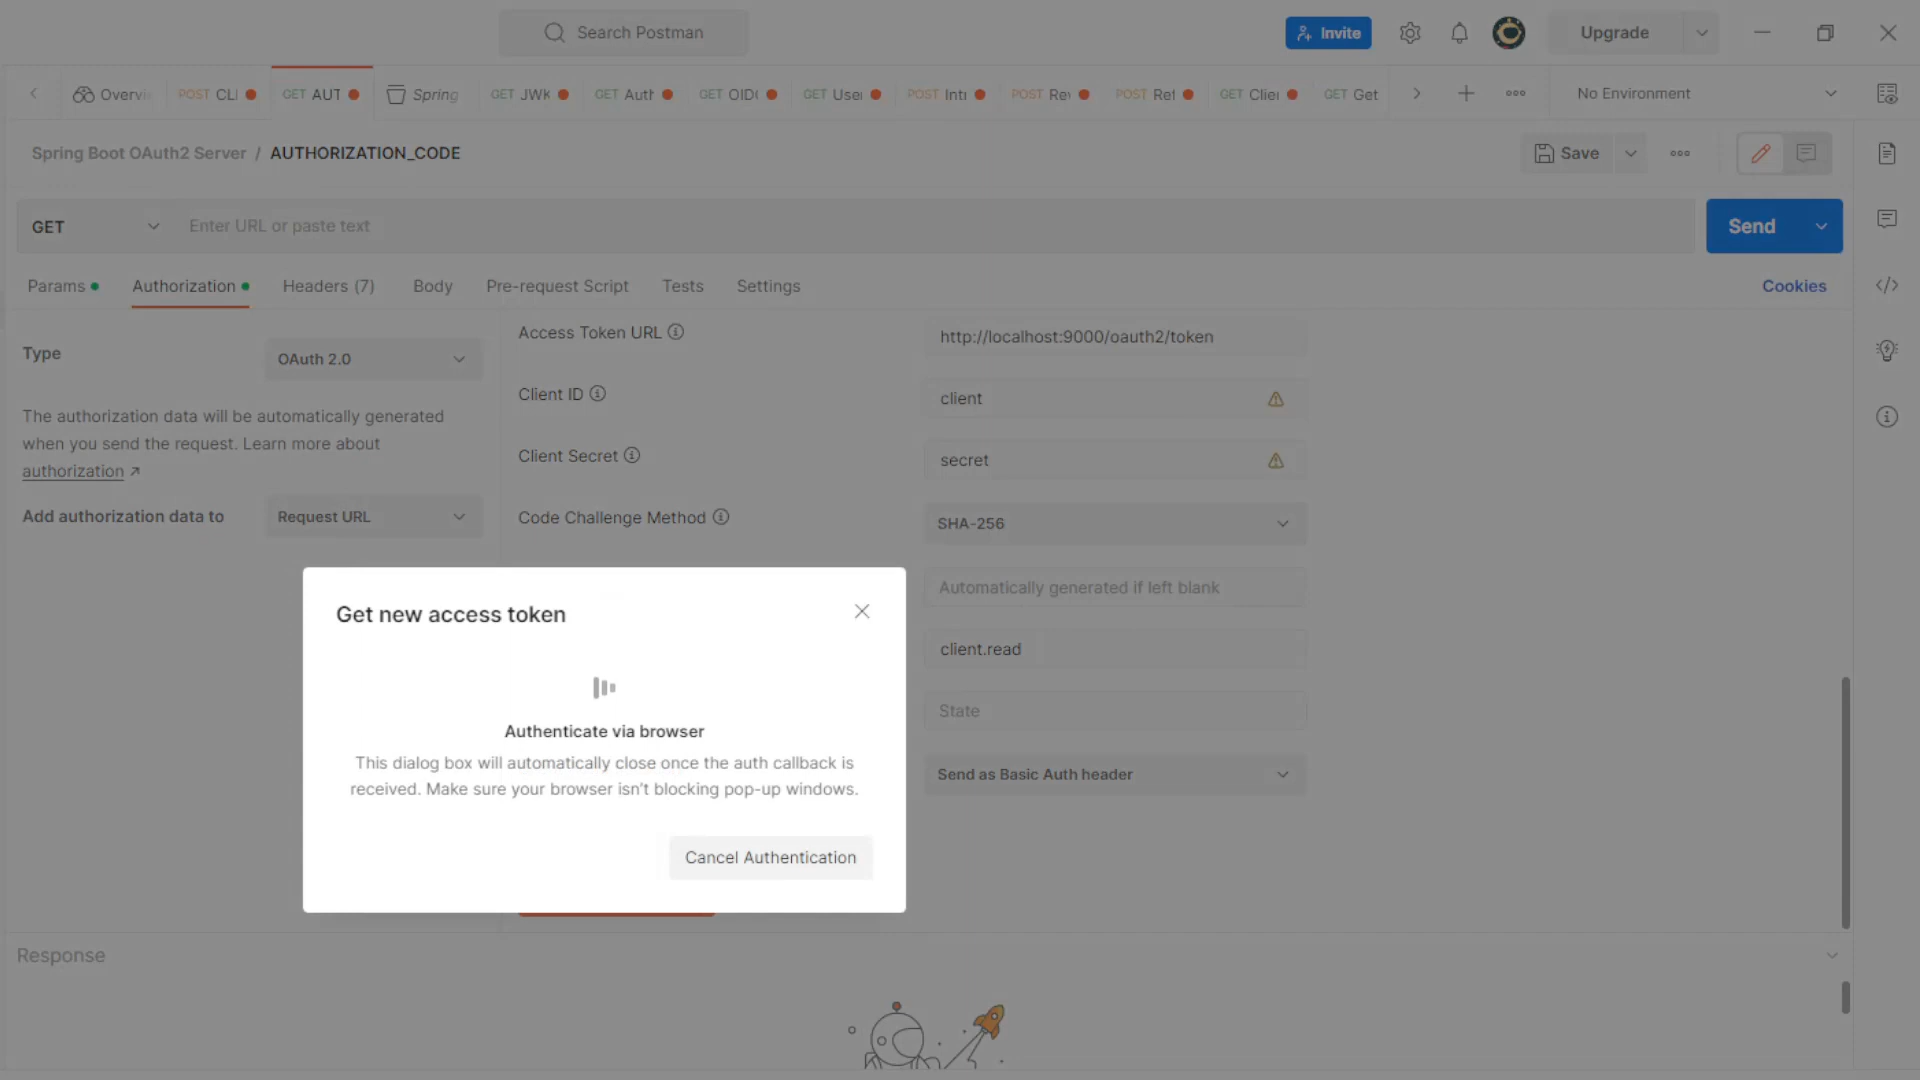 Search Postman
Invite
Upgrade
Overvi
POST CLI
GET AUT
Spring
GET JWK
GET Auth
GET OID
GET User
POST Intr
POST Rev
POST Ref
GET Clie
GET Get
No Environment
Spring Boot OAuth2 Server / AUTHORIZATION_CODE
Save
GET
Enter URL or paste text
Send
Params
Authorization
Headers (7)
Body
Pre-request Script
Tests
Settings
Cookies
Type
OAuth 2.0
The authorization data will be automatically generated
when you send the request. Learn more about
authorization ↗
Add authorization data to
Request URL
Access Token URL
http://localhost:9000/oauth2/token
Client ID
client
Client Secret
secret
Code Challenge Method
SHA-256
Automatically generated if left blank
client.read
State
Send as Basic Auth header
Get new access token
Authenticate via browser
This dialog box will automatically close once the auth callback is
received. Make sure your browser isn't blocking pop-up windows.
Cancel Authentication
Response